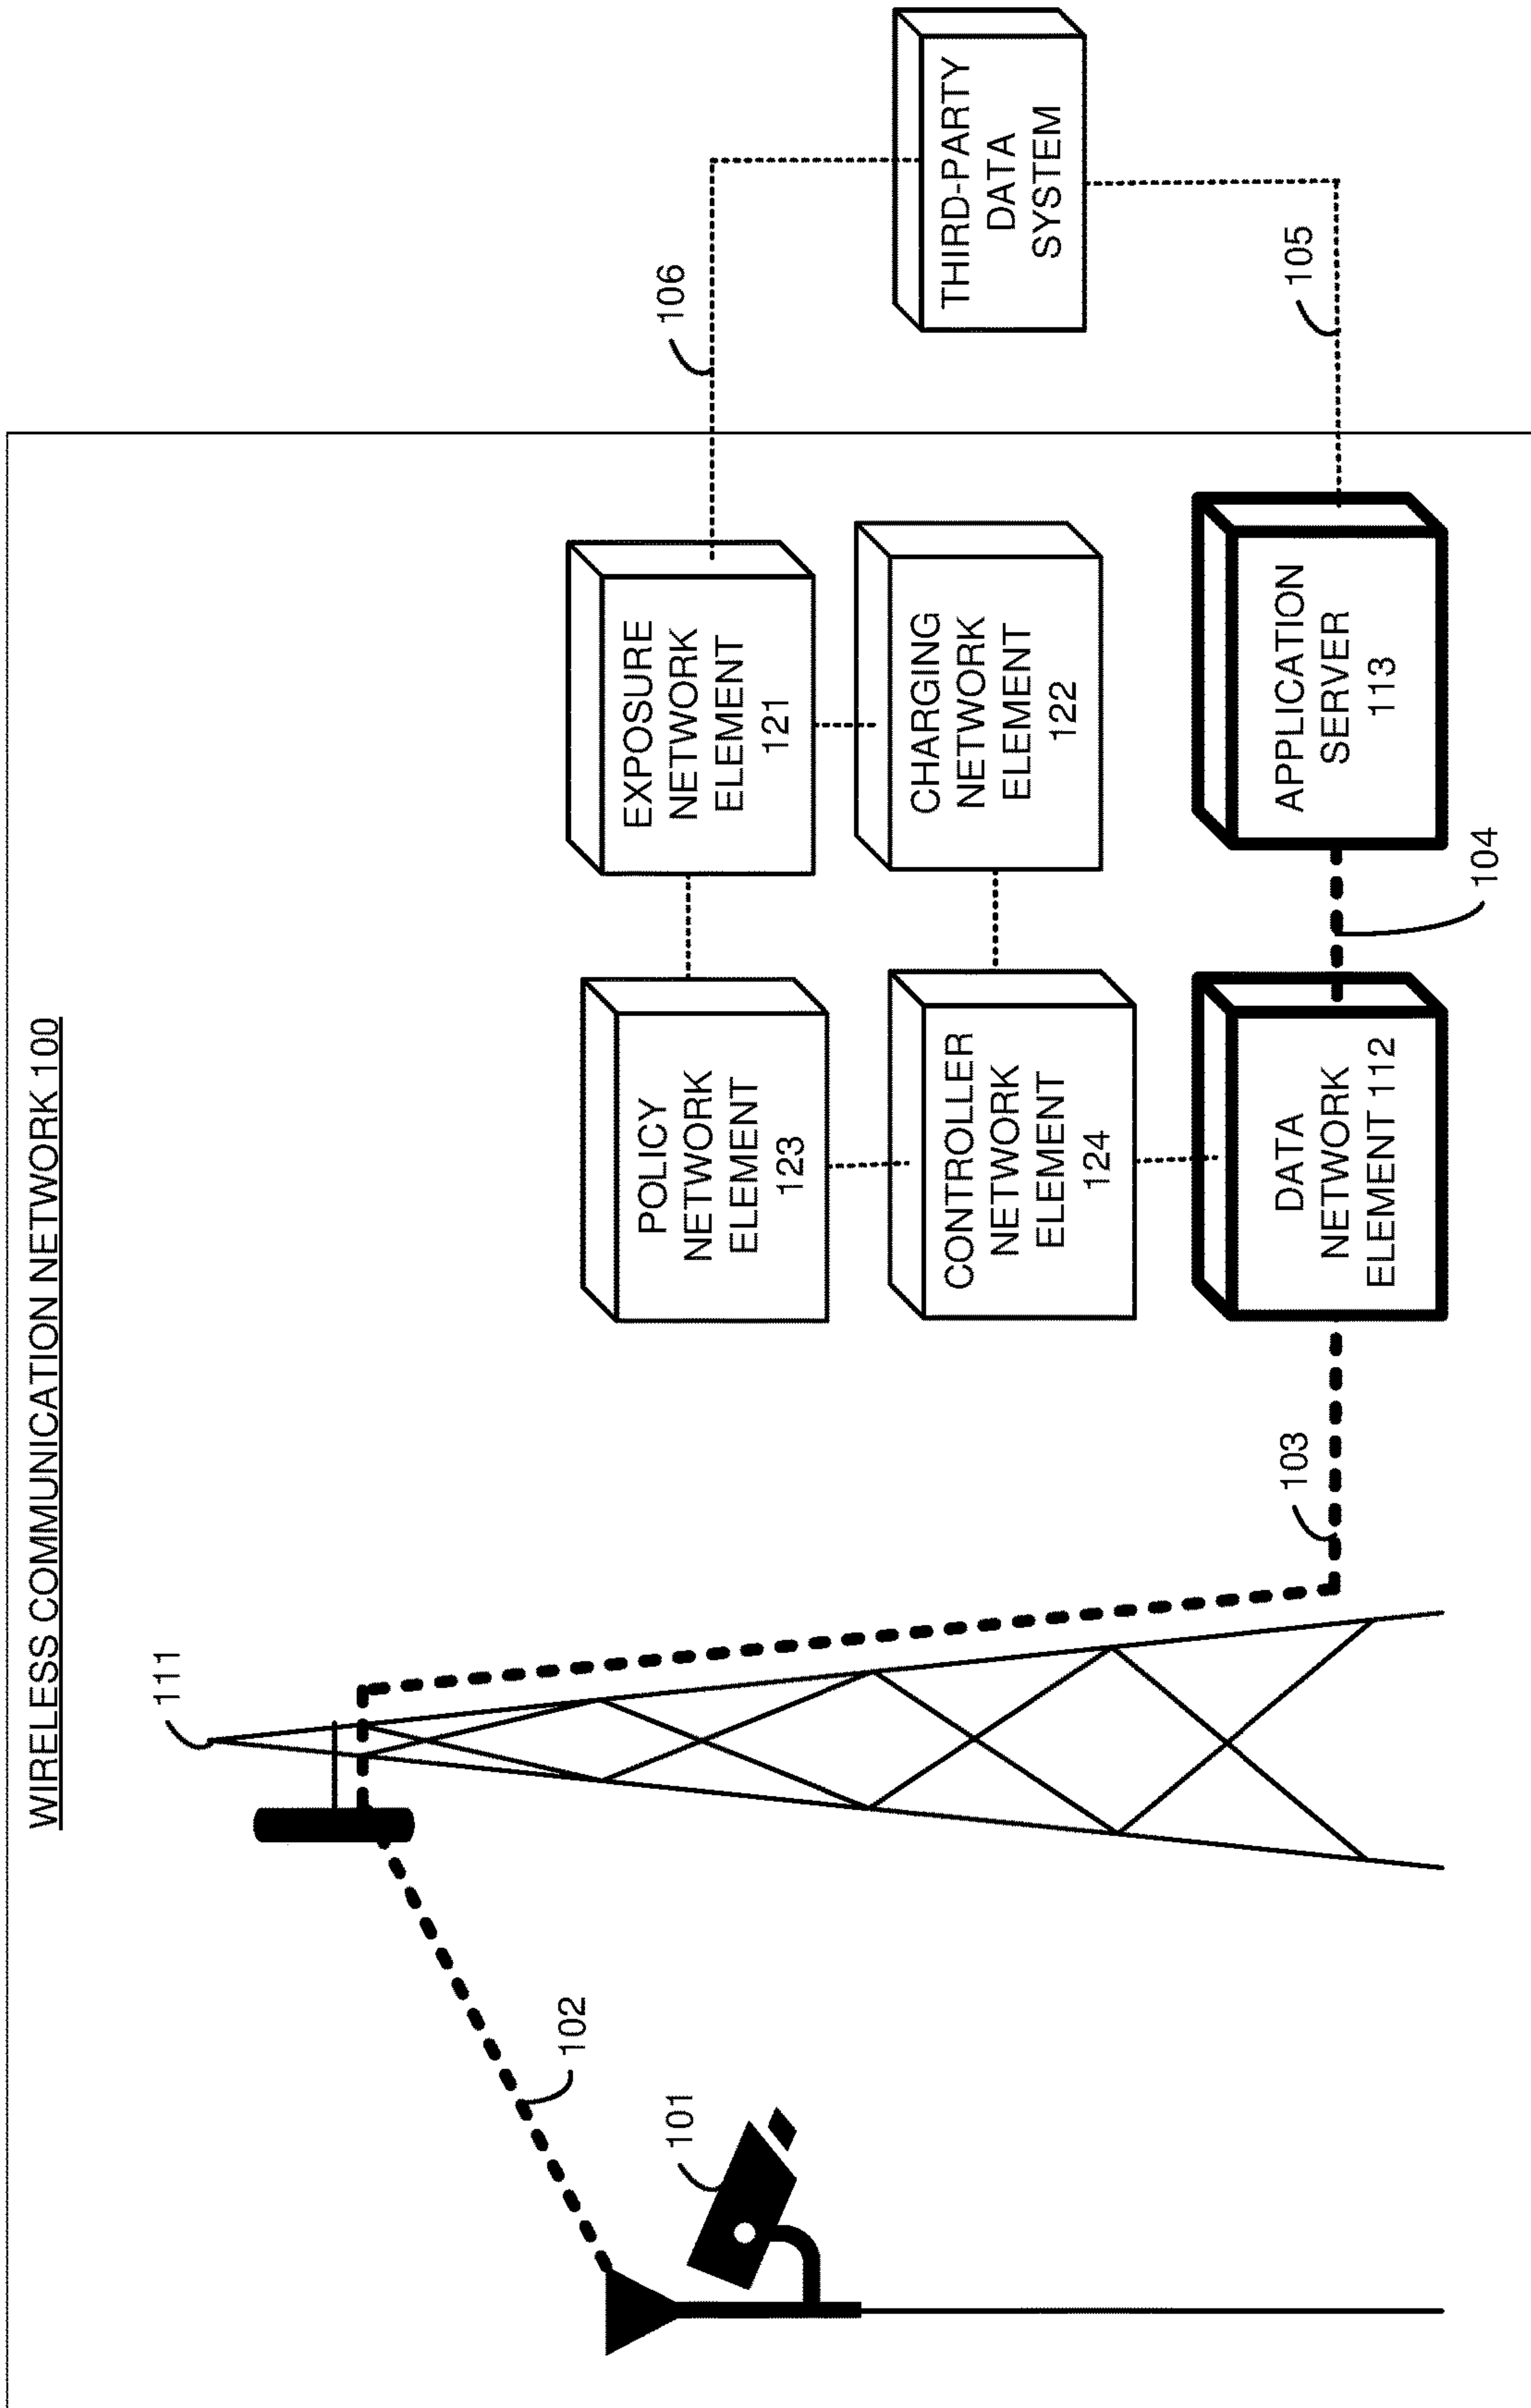 WIRELESS COMMUNICATION NETWORK 100
111
102
101
103
POLICY
NETWORK
ELEMENT
123
EXPOSURE
NETWORK
ELEMENT
121
106
CONTROLLER
NETWORK
ELEMENT
124
CHARGING
NETWORK
ELEMENT
122
THIRD-PARTY
DATA
SYSTEM
DATA
NETWORK
ELEMENT 112
104
APPLICATION
SERVER
113
105